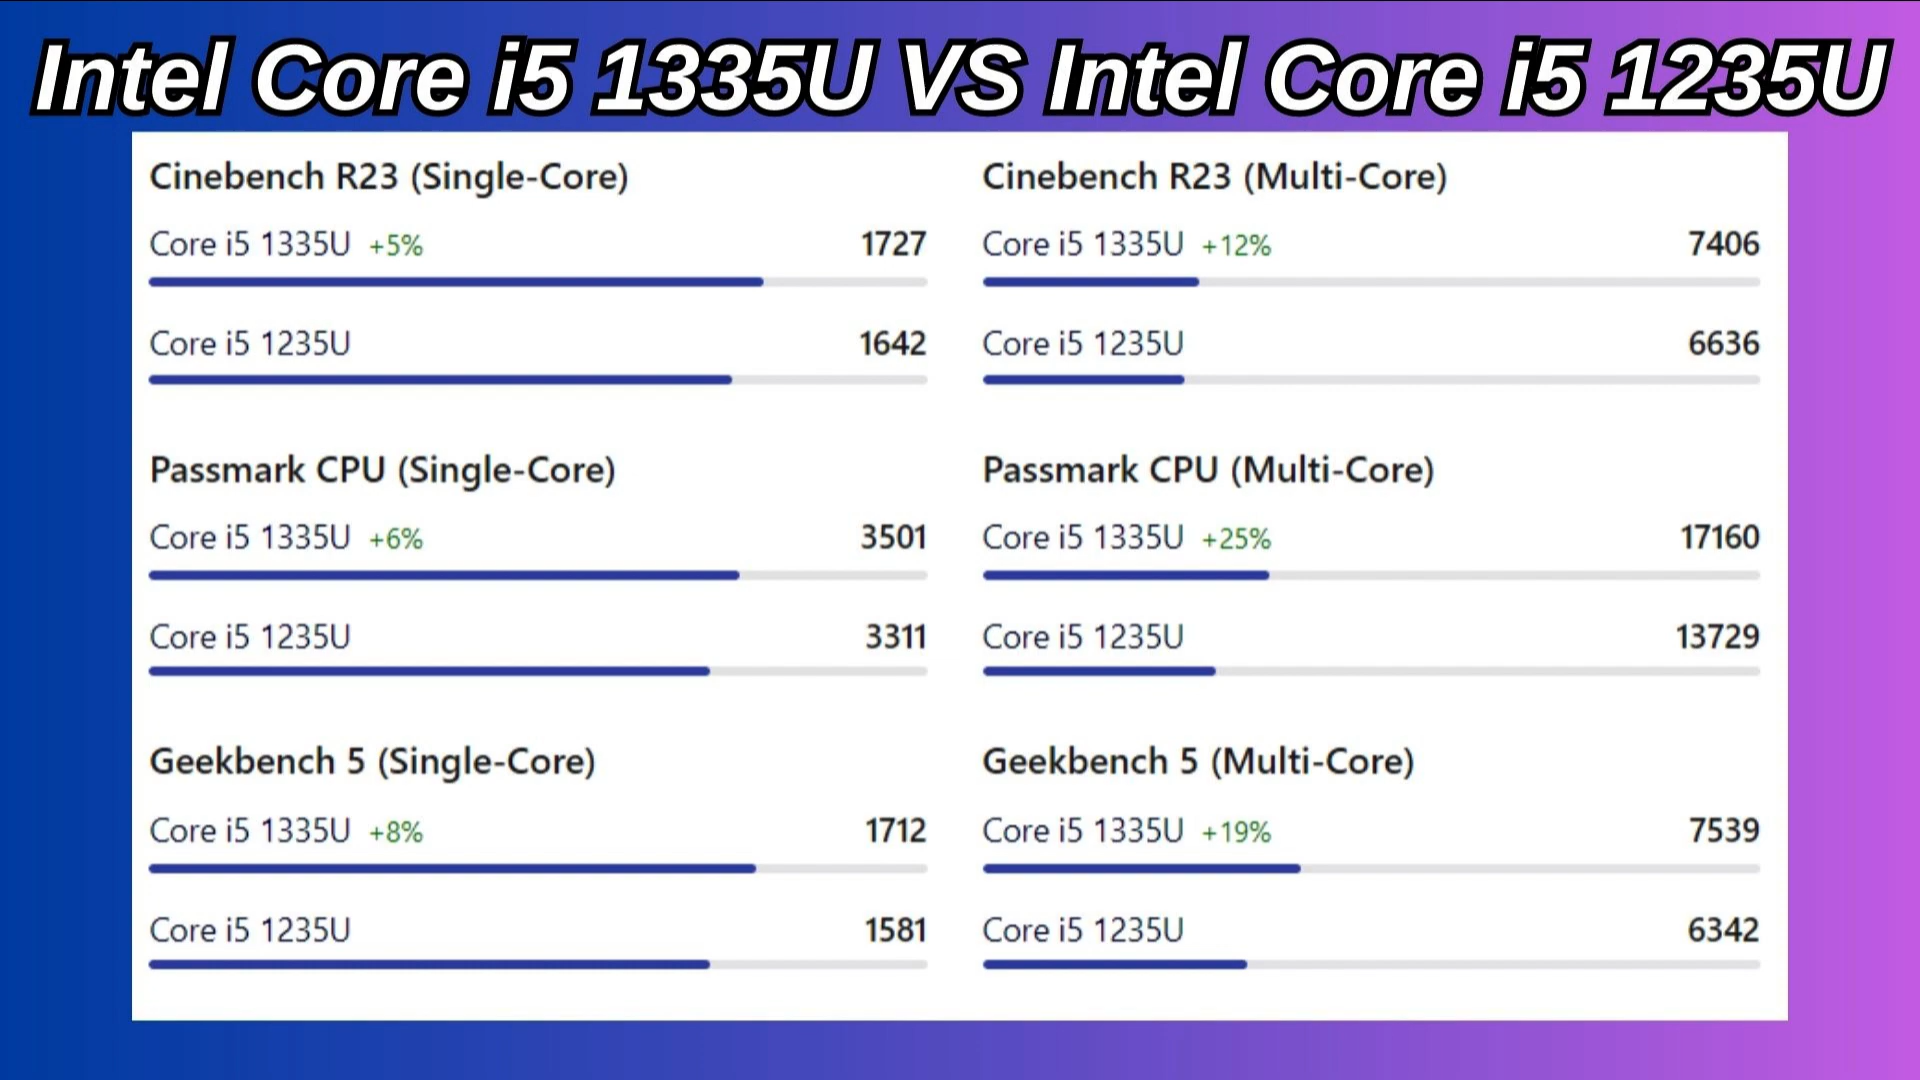 Intel Core i5 1335U VS Intel Core i5 1235U
Cinebench R23 (Single-Core)
Core i5 1335U +5% 1727
Core i5 1235U 1642
Cinebench R23 (Multi-Core)
Core i5 1335U +12% 7406
Core i5 1235U 6636
Passmark CPU (Single-Core)
Core i5 1335U +6% 3501
Core i5 1235U 3311
Passmark CPU (Multi-Core)
Core i5 1335U +25% 17160
Core i5 1235U 13729
Geekbench 5 (Single-Core)
Core i5 1335U +8% 1712
Core i5 1235U 1581
Geekbench 5 (Multi-Core)
Core i5 1335U +19% 7539
Core i5 1235U 6342